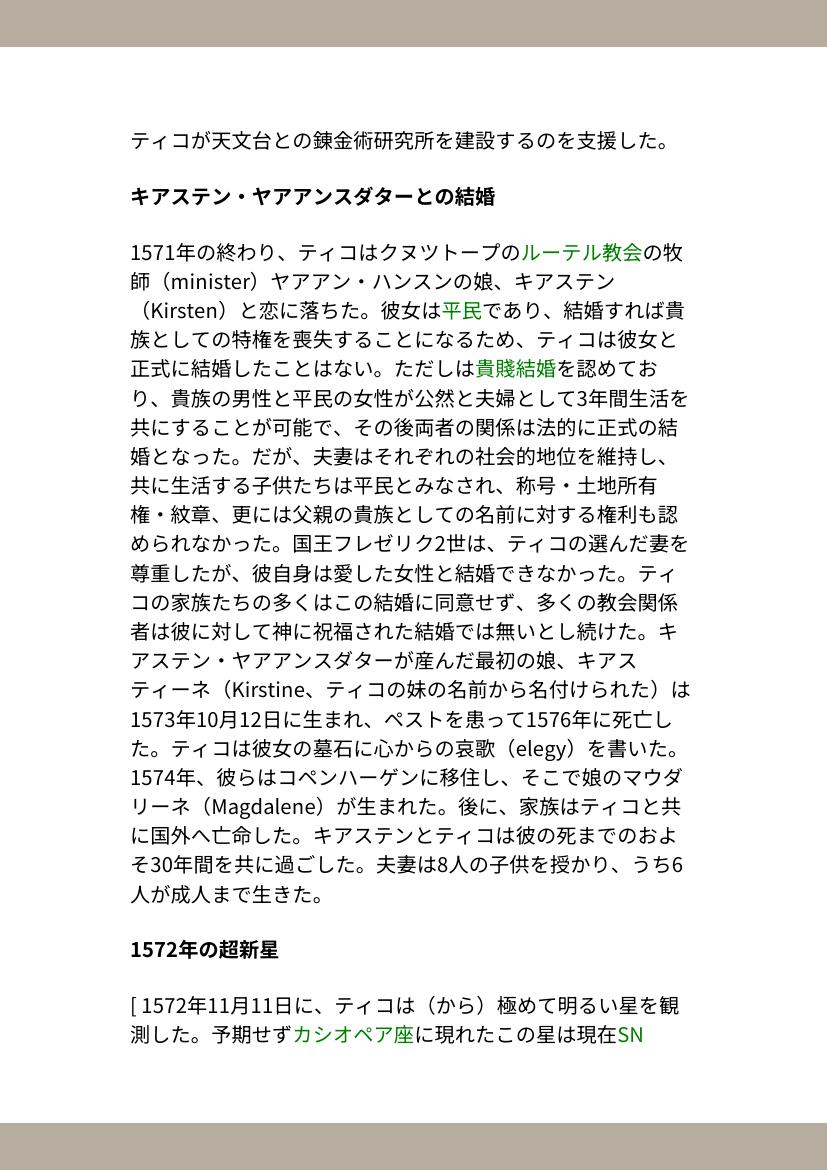 ティコが天文台との錬金術研究所を建設するのを支援した。
キアステン・ヤアアンスダターとの結婚
1571年の終わり、ティコはクヌツトープのルーテル教会の牧
師（minister）ヤアアン・ハンスンの娘、キアステン
（Kirsten）と恋に落ちた。彼女は平民であり、結婚すれば貴
族としての特権を喪失することになるため、ティコは彼女と
正式に結婚したことはない。ただしは貴賤結婚を認めてお
り、貴族の男性と平民の女性が公然と夫婦として3年間生活を
共にすることが可能で、その後両者の関係は法的に正式の結
婚となった。だが、夫妻はそれぞれの社会的地位を維持し、
共に生活する子供たちは平民とみなされ、称号・土地所有
権・紋章、更には父親の貴族としての名前に対する権利も認
められなかった。国王フレゼリク2世は、ティコの選んだ妻を
尊重したが、彼自身は愛した女性と結婚できなかった。ティ
コの家族たちの多くはこの結婚に同意せず、多くの教会関係
者は彼に対して神に祝福された結婚では無いとし続けた。キ
アステン・ヤアアンスダターが産んだ最初の娘、キアス
ティーネ（Kirstine、ティコの妹の名前から名付けられた）は
1573年10月12日に生まれ、ペストを患って1576年に死亡し
た。ティコは彼女の墓石に心からの哀歌（elegy）を書いた。
1574年、彼らはコペンハーゲンに移住し、そこで娘のマウダ
リーネ（Magdalene）が生まれた。後に、家族はティコと共
に国外へ亡命した。キアステンとティコは彼の死までのおよ
そ30年間を共に過ごした。夫妻は8人の子供を授かり、うち6
人が成人まで生きた。
1572年の超新星
[ 1572年11月11日に、ティコは（から）極めて明るい星を観
測した。予期せずカシオペア座に現れたこの星は現在SN